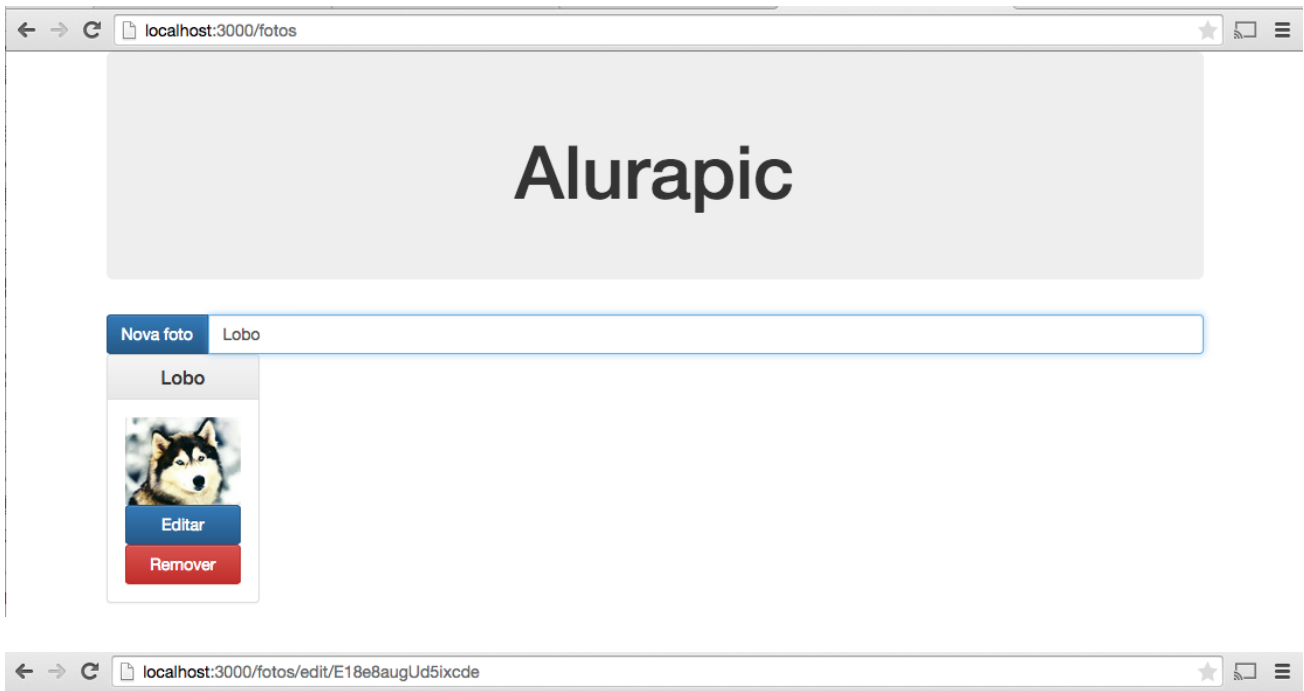 localhost:3000/fotos
Alurapic
Nova foto Lobo
Lobo
Editar
Remover
localhost:3000/fotos/edit/E18e8augUd5ixcde